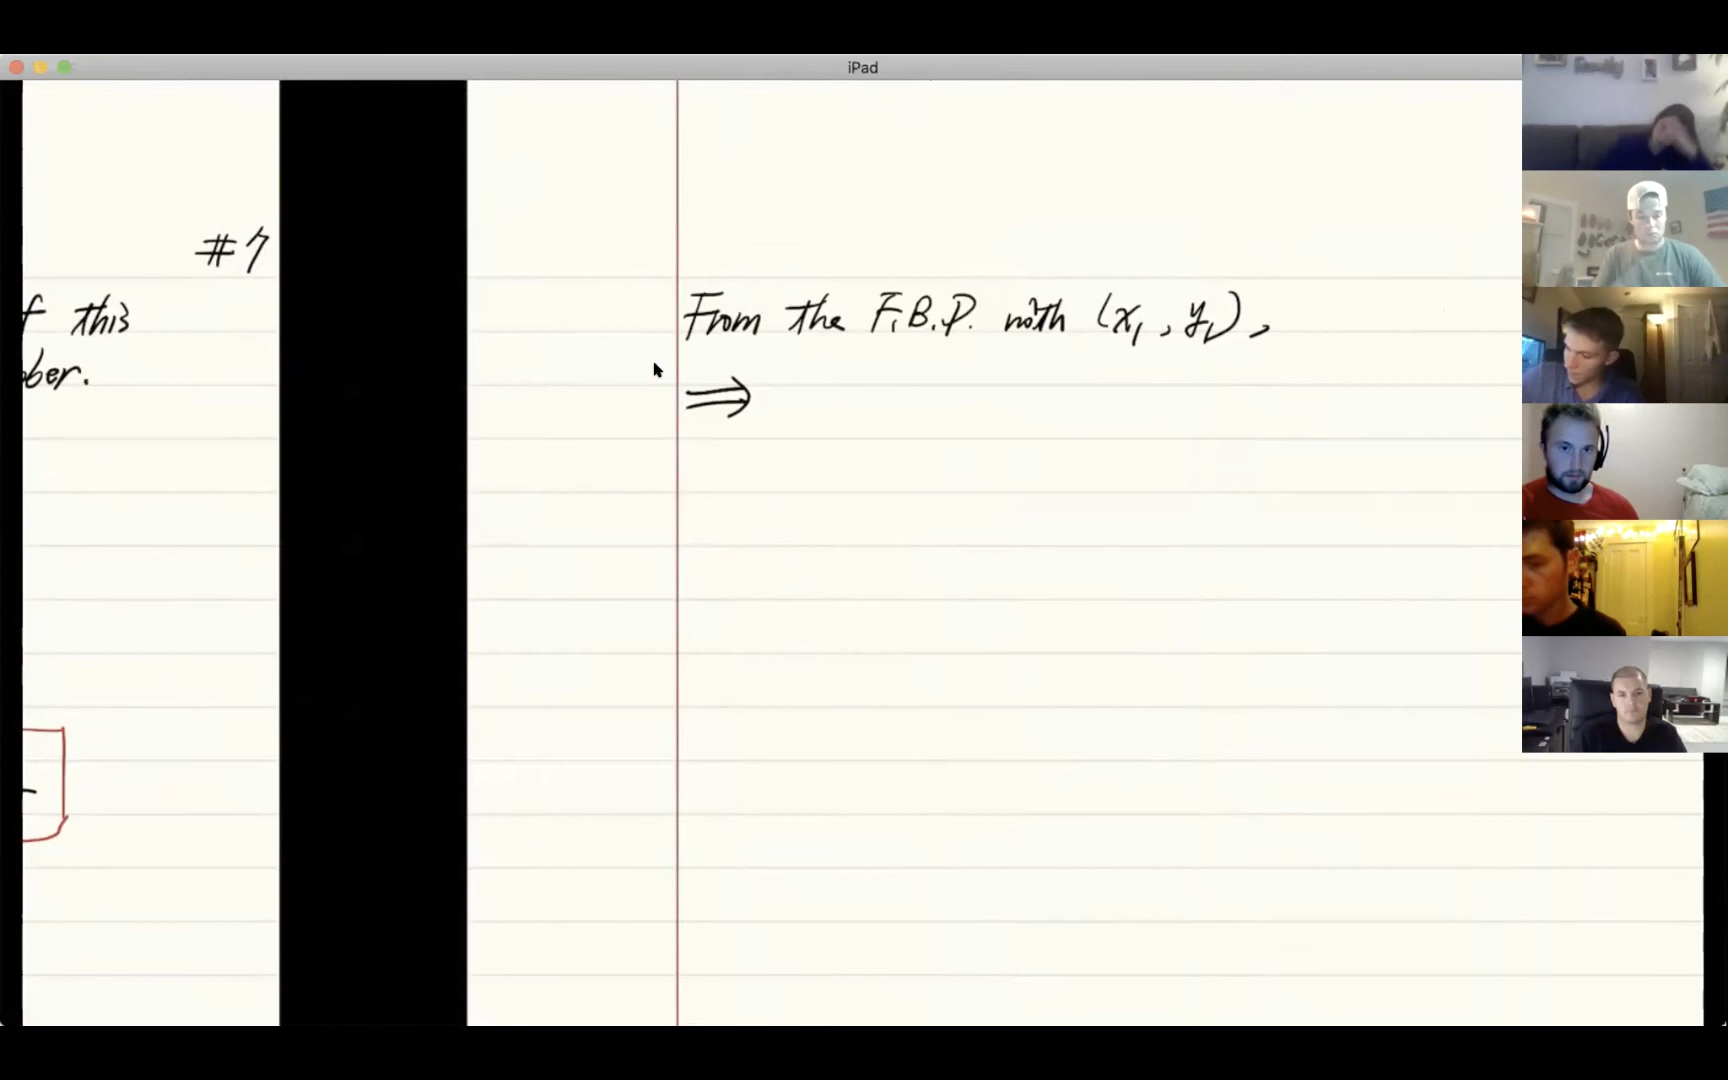 iPad
#7
f this
ber.
From the F.B.D. with (x₁, y₁),
⇒